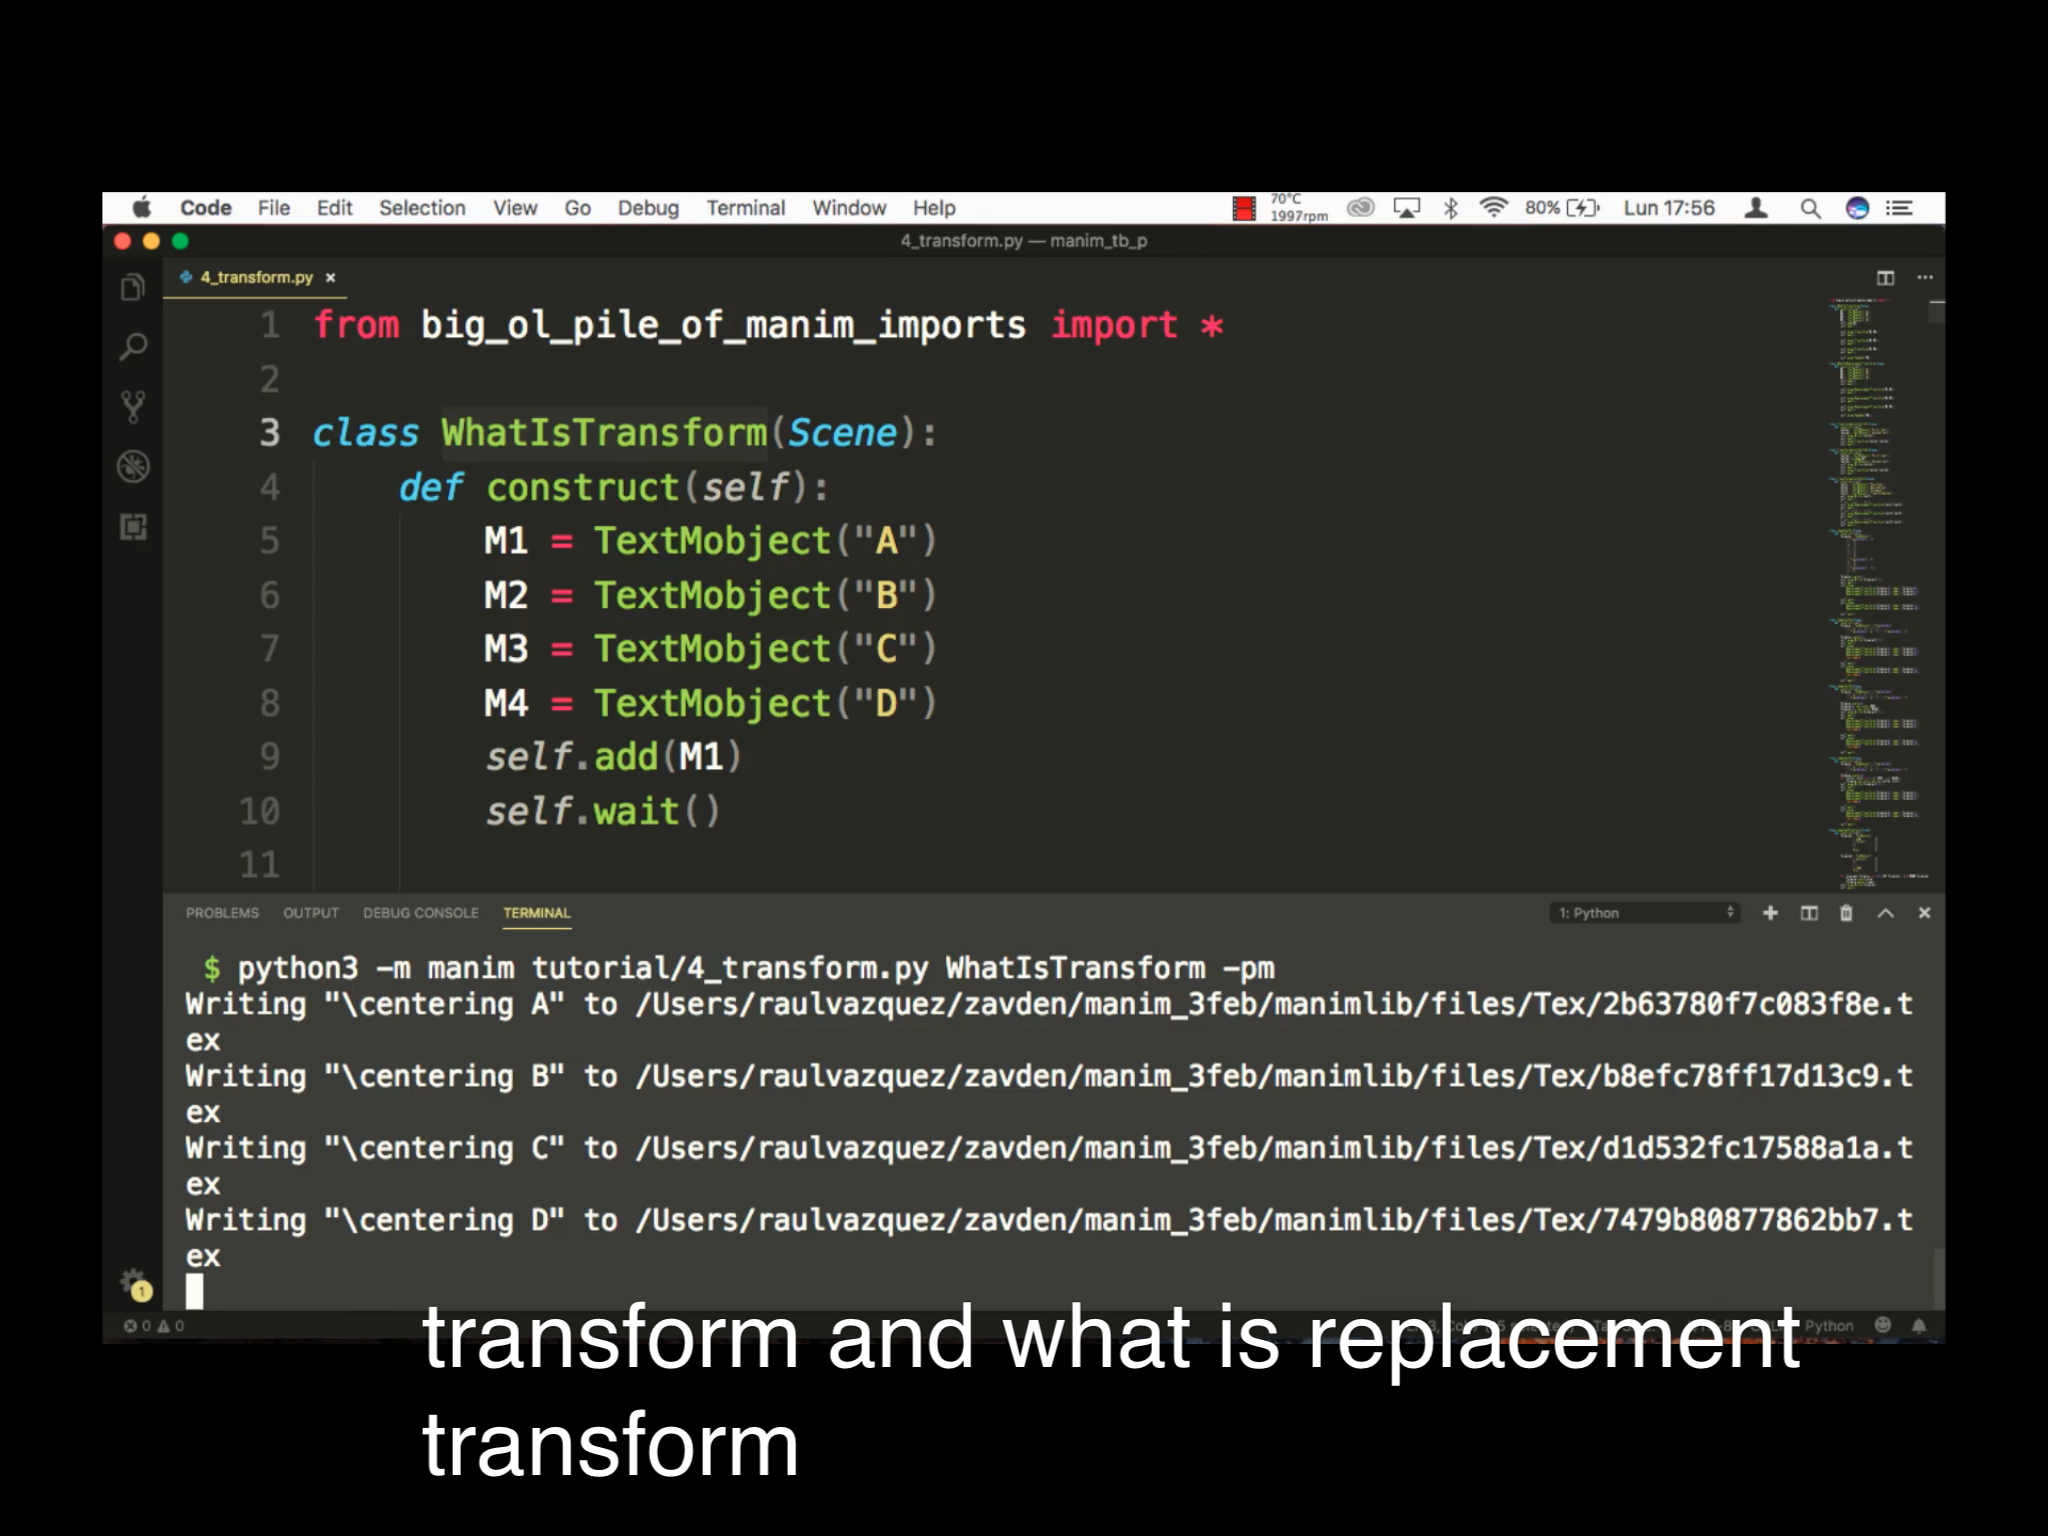 Code File Edit Selection View Go Debug Terminal Window Help 70°C 1997rpm 80% Lun 17:56
4_transform.py — manim_tb_p
4_transform.py ×
1 from big_ol_pile_of_manim_imports import *
2
3 class WhatIsTransform(Scene):
4 def construct(self):
5 M1 = TextMobject("A")
6 M2 = TextMobject("B")
7 M3 = TextMobject("C")
8 M4 = TextMobject("D")
9 self.add(M1)
10 self.wait()
11
PROBLEMS OUTPUT DEBUG CONSOLE TERMINAL 1: Python
$ python3 -m manim tutorial/4_transform.py WhatIsTransform -pm
Writing "\centering A" to /Users/raulvazquez/zavden/manim_3feb/manimlib/files/Tex/2b63780f7c083f8e.t
ex
Writing "\centering B" to /Users/raulvazquez/zavden/manim_3feb/manimlib/files/Tex/b8efc78ff17d13c9.t
ex
Writing "\centering C" to /Users/raulvazquez/zavden/manim_3feb/manimlib/files/Tex/d1d532fc17588a1a.t
ex
Writing "\centering D" to /Users/raulvazquez/zavden/manim_3feb/manimlib/files/Tex/7479b80877862bb7.t
ex
1
0 0 Python
transform and what is replacement
transform